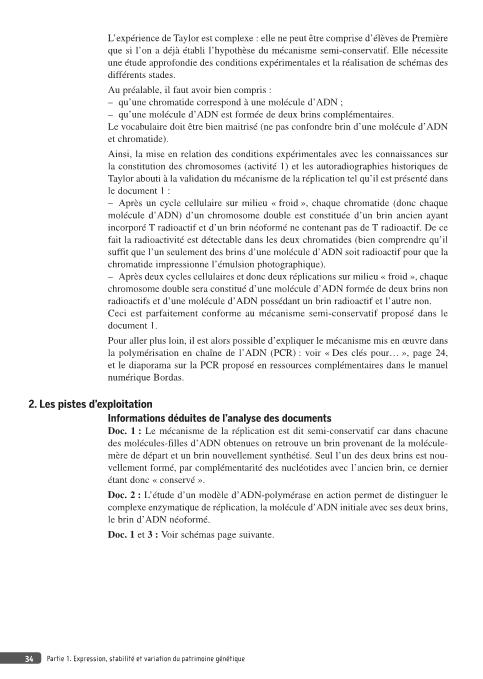 L'expérience de Taylor est complexe : elle ne peut être comprise d'élèves de Première
que si l'on a déjà établi l'hypothèse du mécanisme semi-conservatif. Elle nécessite
une étude approfondie des conditions expérimentales et la réalisation de schémas des
différents stades.
Au préalable, il faut avoir bien compris :
– qu'une chromatide correspond à une molécule d'ADN ;
– qu'une molécule d'ADN est formée de deux brins complémentaires.
Le vocabulaire doit être bien maitrisé (ne pas confondre brin d'une molécule d'ADN
et chromatide).
Ainsi, la mise en relation des conditions expérimentales avec les connaissances sur
la constitution des chromosomes (activité 1) et les autoradiographies historiques de
Taylor abouti à la validation du mécanisme de la réplication tel qu'il est présenté dans
le document 1 :
– Après un cycle cellulaire sur milieu « froid », chaque chromatide (donc chaque
molécule d'ADN) d'un chromosome double est constituée d'un brin ancien ayant
incorporé T radioactif et d'un brin néoformé ne contenant pas de T radioactif. De ce
fait la radioactivité est détectable dans les deux chromatides (bien comprendre qu'il
suffit que l'un seulement des brins d'une molécule d'ADN soit radioactif pour que la
chromatide impressionne l'émulsion photographique).
– Après deux cycles cellulaires et donc deux réplications sur milieu « froid », chaque
chromosome double sera constitué d'une molécule d'ADN formée de deux brins non
radioactifs et d'une molécule d'ADN possédant un brin radioactif et l'autre non.
Ceci est parfaitement conforme au mécanisme semi-conservatif proposé dans le
document 1.
Pour aller plus loin, il est alors possible d'expliquer le mécanisme mis en œuvre dans
la polymérisation en chaîne de l'ADN (PCR) : voir « Des clés pour… », page 24,
et le diaporama sur la PCR proposé en ressources complémentaires dans le manuel
numérique Bordas.
2. Les pistes d'exploitation
Informations déduites de l'analyse des documents
Doc. 1 : Le mécanisme de la réplication est dit semi-conservatif car dans chacune
des molécules-filles d'ADN obtenues on retrouve un brin provenant de la molécule-
mère de départ et un brin nouvellement synthétisé. Seul l'un des deux brins est nou-
vellement formé, par complémentarité des nucléotides avec l'ancien brin, ce dernier
étant donc « conservé ».
Doc. 2 : L'étude d'un modèle d'ADN-polymérase en action permet de distinguer le
complexe enzymatique de réplication, la molécule d'ADN initiale avec ses deux brins,
le brin d'ADN néoformé.
Doc. 1 et 3 : Voir schémas page suivante.
34 Partie 1. Expression, stabilité et variation du patrimoine génétique